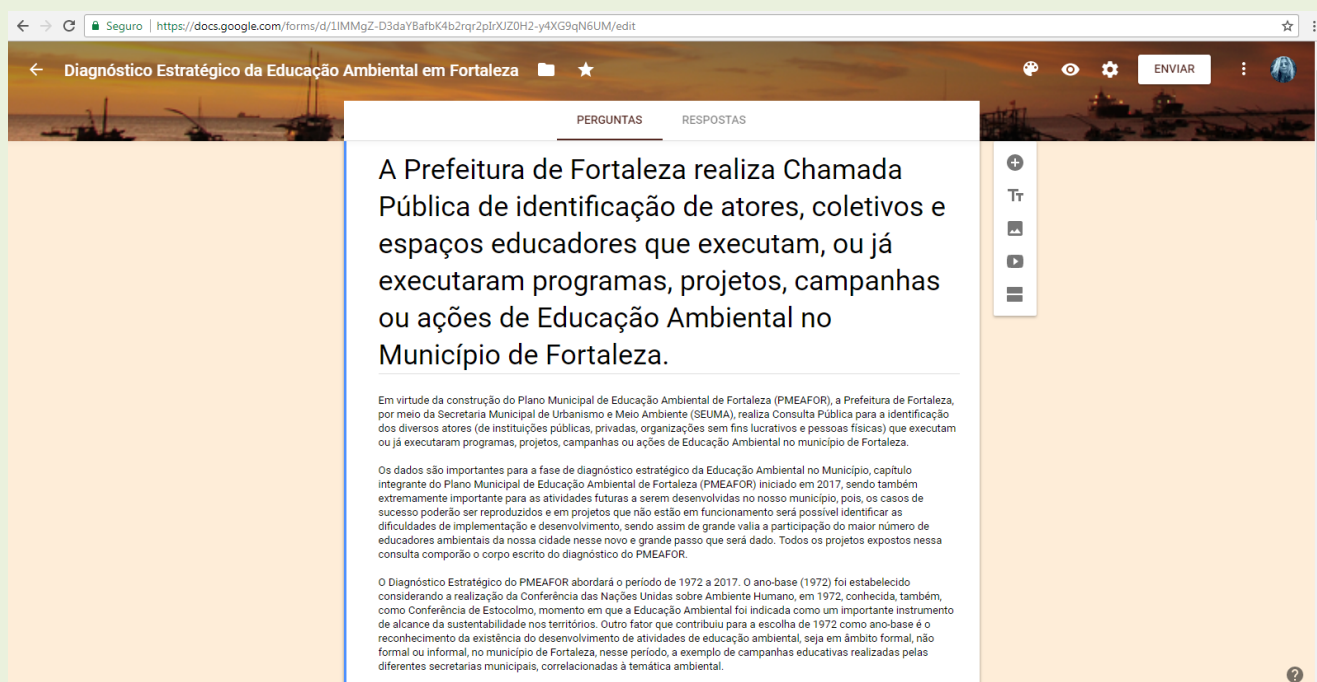 Seguro | https://docs.google.com/forms/d/1IMMgZ-D3daYBafbK4b2rqr2pIrXJZ0H2-y4XG9qN6UM/edit
Diagnóstico Estratégico da Educação Ambiental em Fortaleza
ENVIAR
PERGUNTAS RESPOSTAS
A Prefeitura de Fortaleza realiza Chamada
Pública de identificação de atores, coletivos e
espaços educadores que executam, ou já
executaram programas, projetos, campanhas
ou ações de Educação Ambiental no
Município de Fortaleza.
Em virtude da construção do Plano Municipal de Educação Ambiental de Fortaleza (PMEAFOR), a Prefeitura de Fortaleza,
por meio da Secretaria Municipal de Urbanismo e Meio Ambiente (SEUMA), realiza Consulta Pública para a identificação
dos diversos atores (de instituições públicas, privadas, organizações sem fins lucrativos e pessoas físicas) que executam
ou já executaram programas, projetos, campanhas ou ações de Educação Ambiental no município de Fortaleza.
Os dados são importantes para a fase de diagnóstico estratégico da Educação Ambiental no Município, capítulo
integrante do Plano Municipal de Educação Ambiental de Fortaleza (PMEAFOR) iniciado em 2017, sendo também
extremamente importante para as atividades futuras a serem desenvolvidas no nosso município, pois, os casos de
sucesso poderão ser reproduzidos e em projetos que não estão em funcionamento será possível identificar as
dificuldades de implementação e desenvolvimento, sendo assim de grande valia a participação do maior número de
educadores ambientais da nossa cidade nesse novo e grande passo que será dado. Todos os projetos expostos nessa
consulta comporão o corpo escrito do diagnóstico do PMEAFOR.
O Diagnóstico Estratégico do PMEAFOR abordará o período de 1972 a 2017. O ano-base (1972) foi estabelecido
considerando a realização da Conferência das Nações Unidas sobre Ambiente Humano, em 1972, conhecida, também,
como Conferência de Estocolmo, momento em que a Educação Ambiental foi indicada como um importante instrumento
de alcance da sustentabilidade nos territórios. Outro fator que contribuiu para a escolha de 1972 como ano-base é o
reconhecimento da existência do desenvolvimento de atividades de educação ambiental, seja em âmbito formal, não
formal ou informal, no município de Fortaleza, nesse período, a exemplo de campanhas educativas realizadas pelas
diferentes secretarias municipais, correlacionadas à temática ambiental.